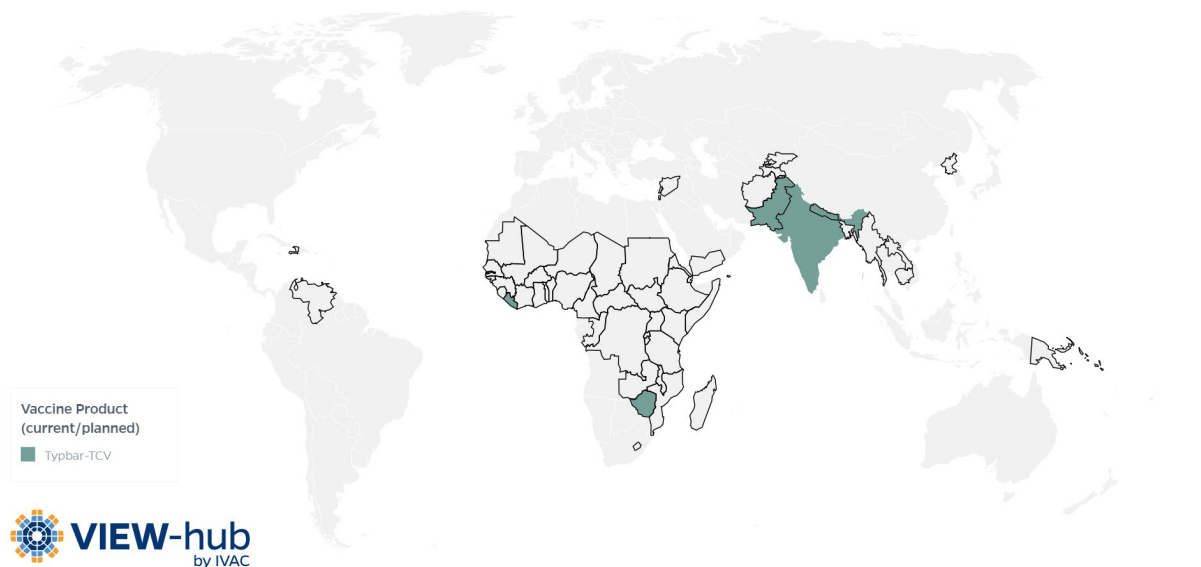 Vaccine Product
(current/planned)
Typbar-TCV
VIEW-hub
by IVAC